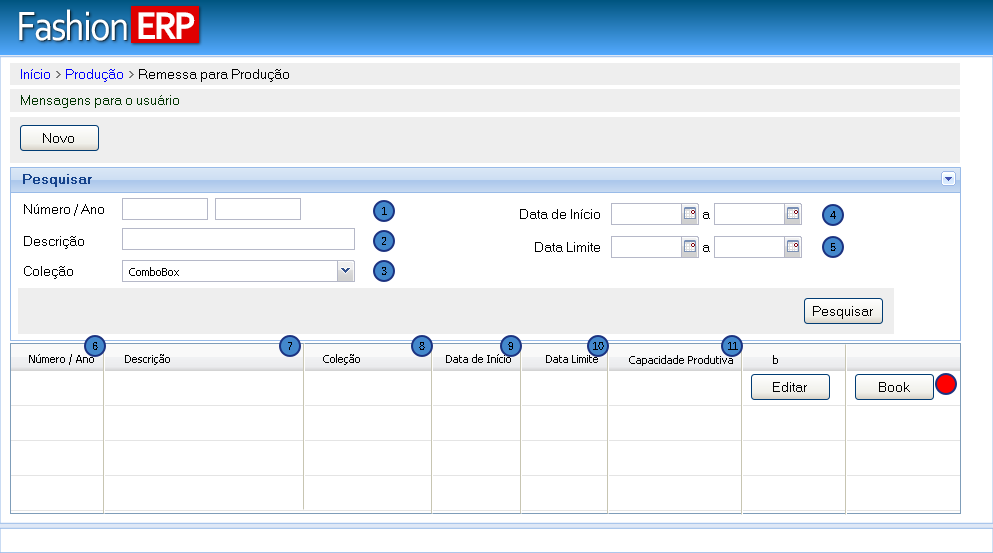 Fashion ERP
Início > Produção > Remessa para Produção
Mensagens para o usuário
Novo
Pesquisar
Número / Ano 1 Data de Início a 4
Descrição 2 Data Limite a 5
Coleção ComboBox 3
Pesquisar
Número / Ano 6 Descrição 7 Coleção 8 Data de Início 9 Data Limite 10 Capacidade Produtiva 11 b
Editar Book